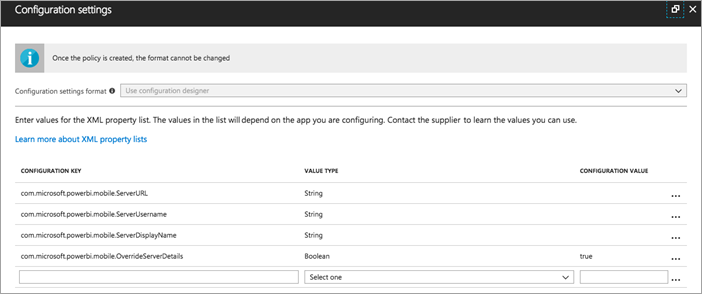 Configuration settings
Once the policy is created, the format cannot be changed
Configuration settings format
Use configuration designer
Enter values for the XML property list. The values in the list will depend on the app you are configuring. Contact the supplier to learn the values you can use.
Learn more about XML property lists
CONFIGURATION KEY VALUE TYPE CONFIGURATION VALUE
com.microsoft.powerbi.mobile.ServerURL String ...
com.microsoft.powerbi.mobile.ServerUsername String ...
com.microsoft.powerbi.mobile.ServerDisplayName String ...
com.microsoft.powerbi.mobile.OverrideServerDetails Boolean true ...
Select one ...